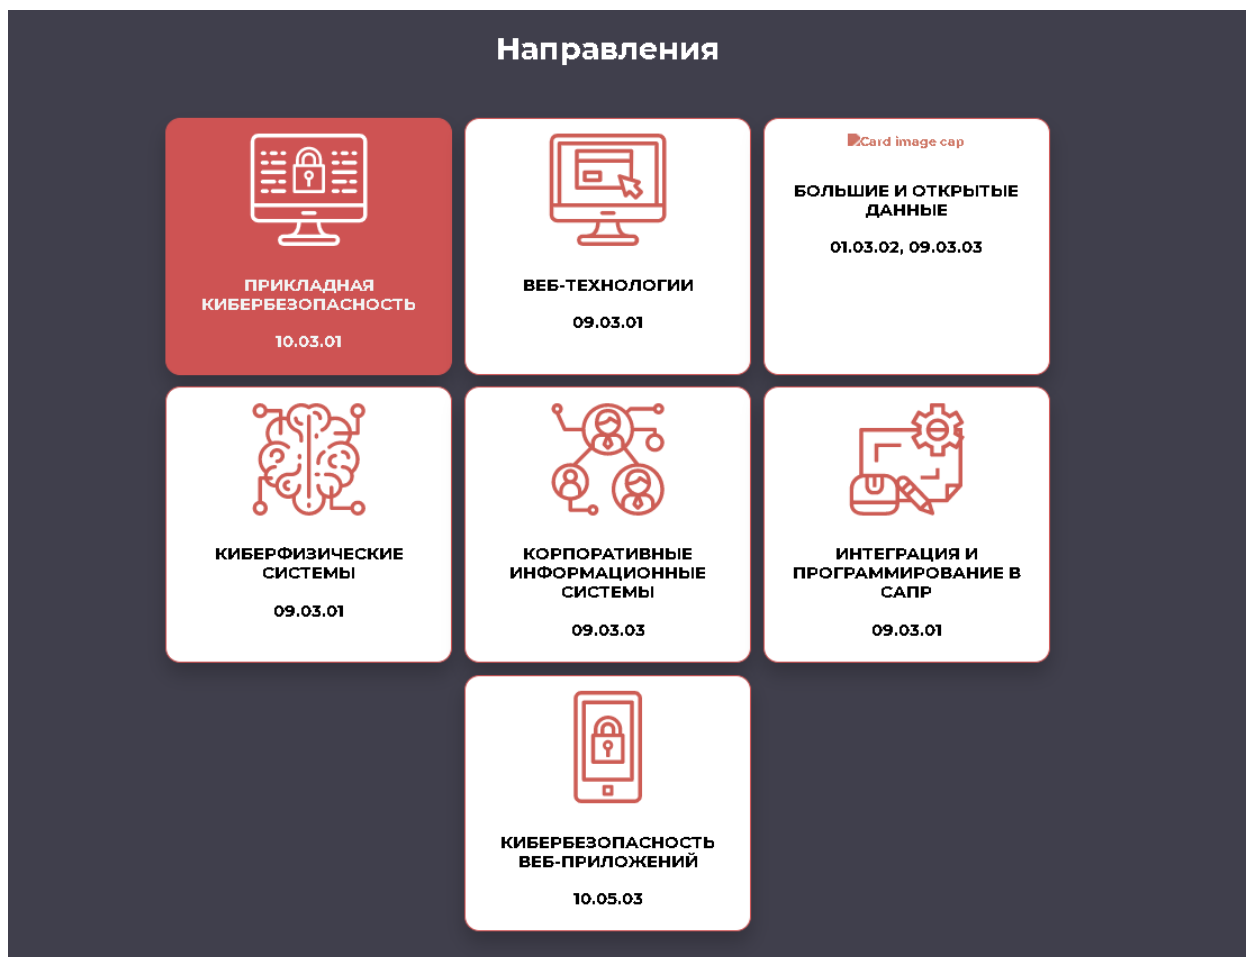 Направления
ПРИКЛАДНАЯ
КИБЕРБЕЗОПАСНОСТЬ
10.03.01
ВЕБ-ТЕХНОЛОГИИ
09.03.01
Card image cap
БОЛЬШИЕ И ОТКРЫТЫЕ
ДАННЫЕ
01.03.02, 09.03.03
КИБЕРФИЗИЧЕСКИЕ
СИСТЕМЫ
09.03.01
КОРПОРАТИВНЫЕ
ИНФОРМАЦИОННЫЕ
СИСТЕМЫ
09.03.03
ИНТЕГРАЦИЯ И
ПРОГРАММИРОВАНИЕ В
САПР
09.03.01
КИБЕРБЕЗОПАСНОСТЬ
ВЕБ-ПРИЛОЖЕНИЙ
10.05.03